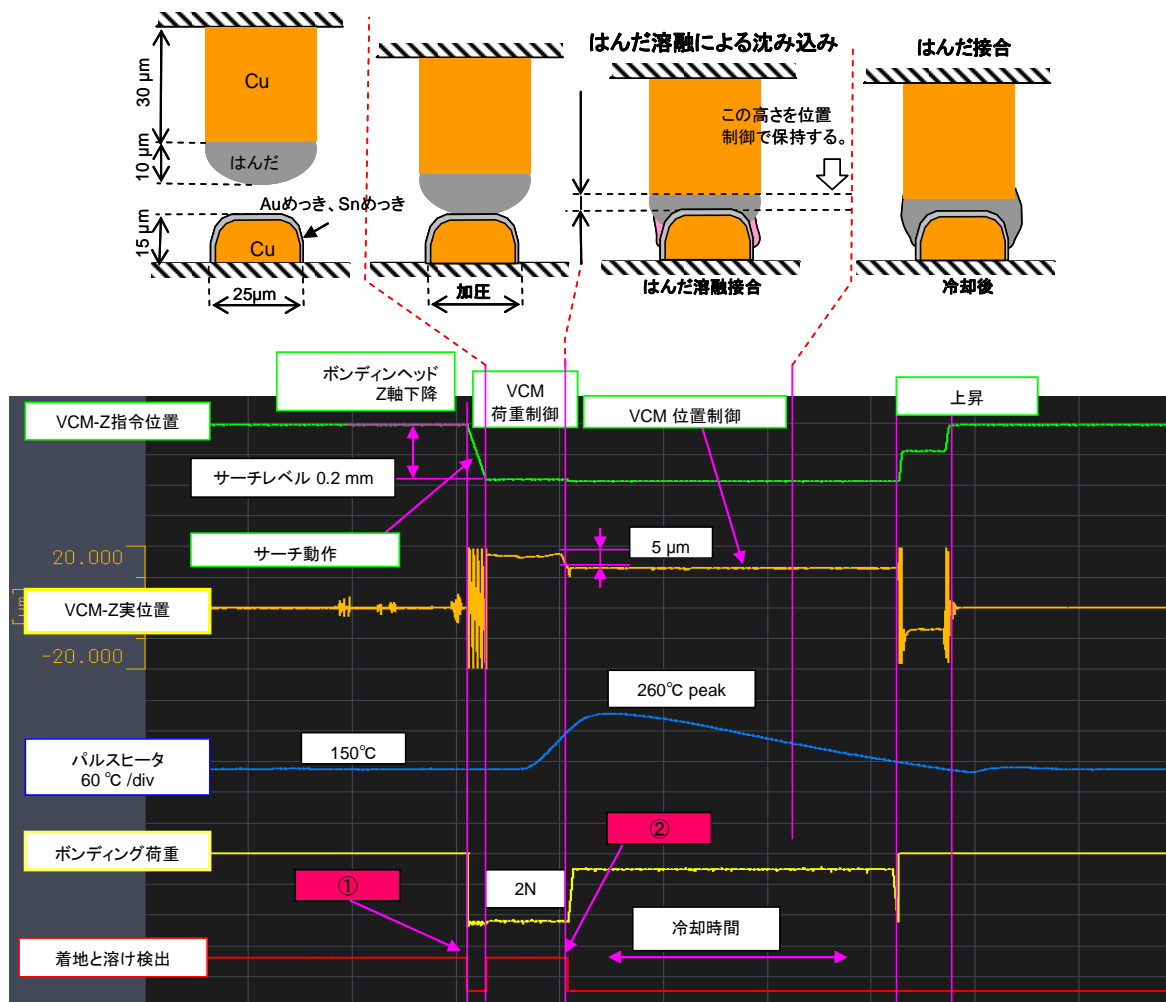 はんだ溶融による沈み込み
はんだ接合
30 µm
Cu
10 µm
はんだ
この高さを位置
制御で保持する。
Auめっき、Snめっき
15 µm
Cu
25µm
加圧
はんだ溶融接合
冷却後
ボンディンヘッド
Z軸下降
VCM
荷重制御
VCM 位置制御
上昇
VCM-Z指令位置
サーチレベル 0.2 mm
サーチ動作
5 µm
20.000
[µm]
VCM-Z実位置
-20.000
260℃ peak
150℃
パルスヒータ
60 ℃ /div
②
ボンディング荷重
①
2N
冷却時間
着地と溶け検出